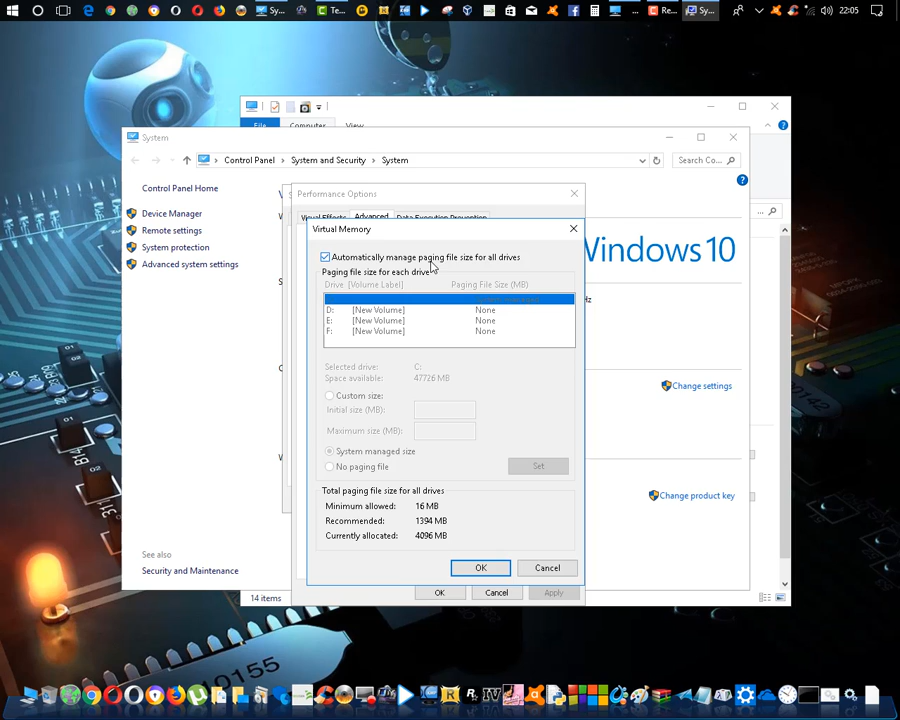 Sy...
Te...
...
Re...
Sy...
22:05
File
Computer
View
System
Control Panel
System and Security
System
Search Co...
Control Panel Home
Device Manager
Remote settings
System protection
Advanced system settings
See also
Security and Maintenance
14 items
Windows 10
Hz
Change settings
Change product key
Performance Options
Visual Effects
Advanced
Data Execution Prevention
Virtual Memory
Automatically manage paging file size for all drives
Paging file size for each drive
Drive [Volume Label] Paging File Size (MB)
D: [New Volume] None
E: [New Volume] None
F: [New Volume] None
Selected drive: C:
Space available: 47726 MB
Custom size:
Initial size (MB):
Maximum size (MB):
System managed size
No paging file
Set
Total paging file size for all drives
Minimum allowed: 16 MB
Recommended: 1394 MB
Currently allocated: 4096 MB
OK Cancel
OK Cancel Apply
10155